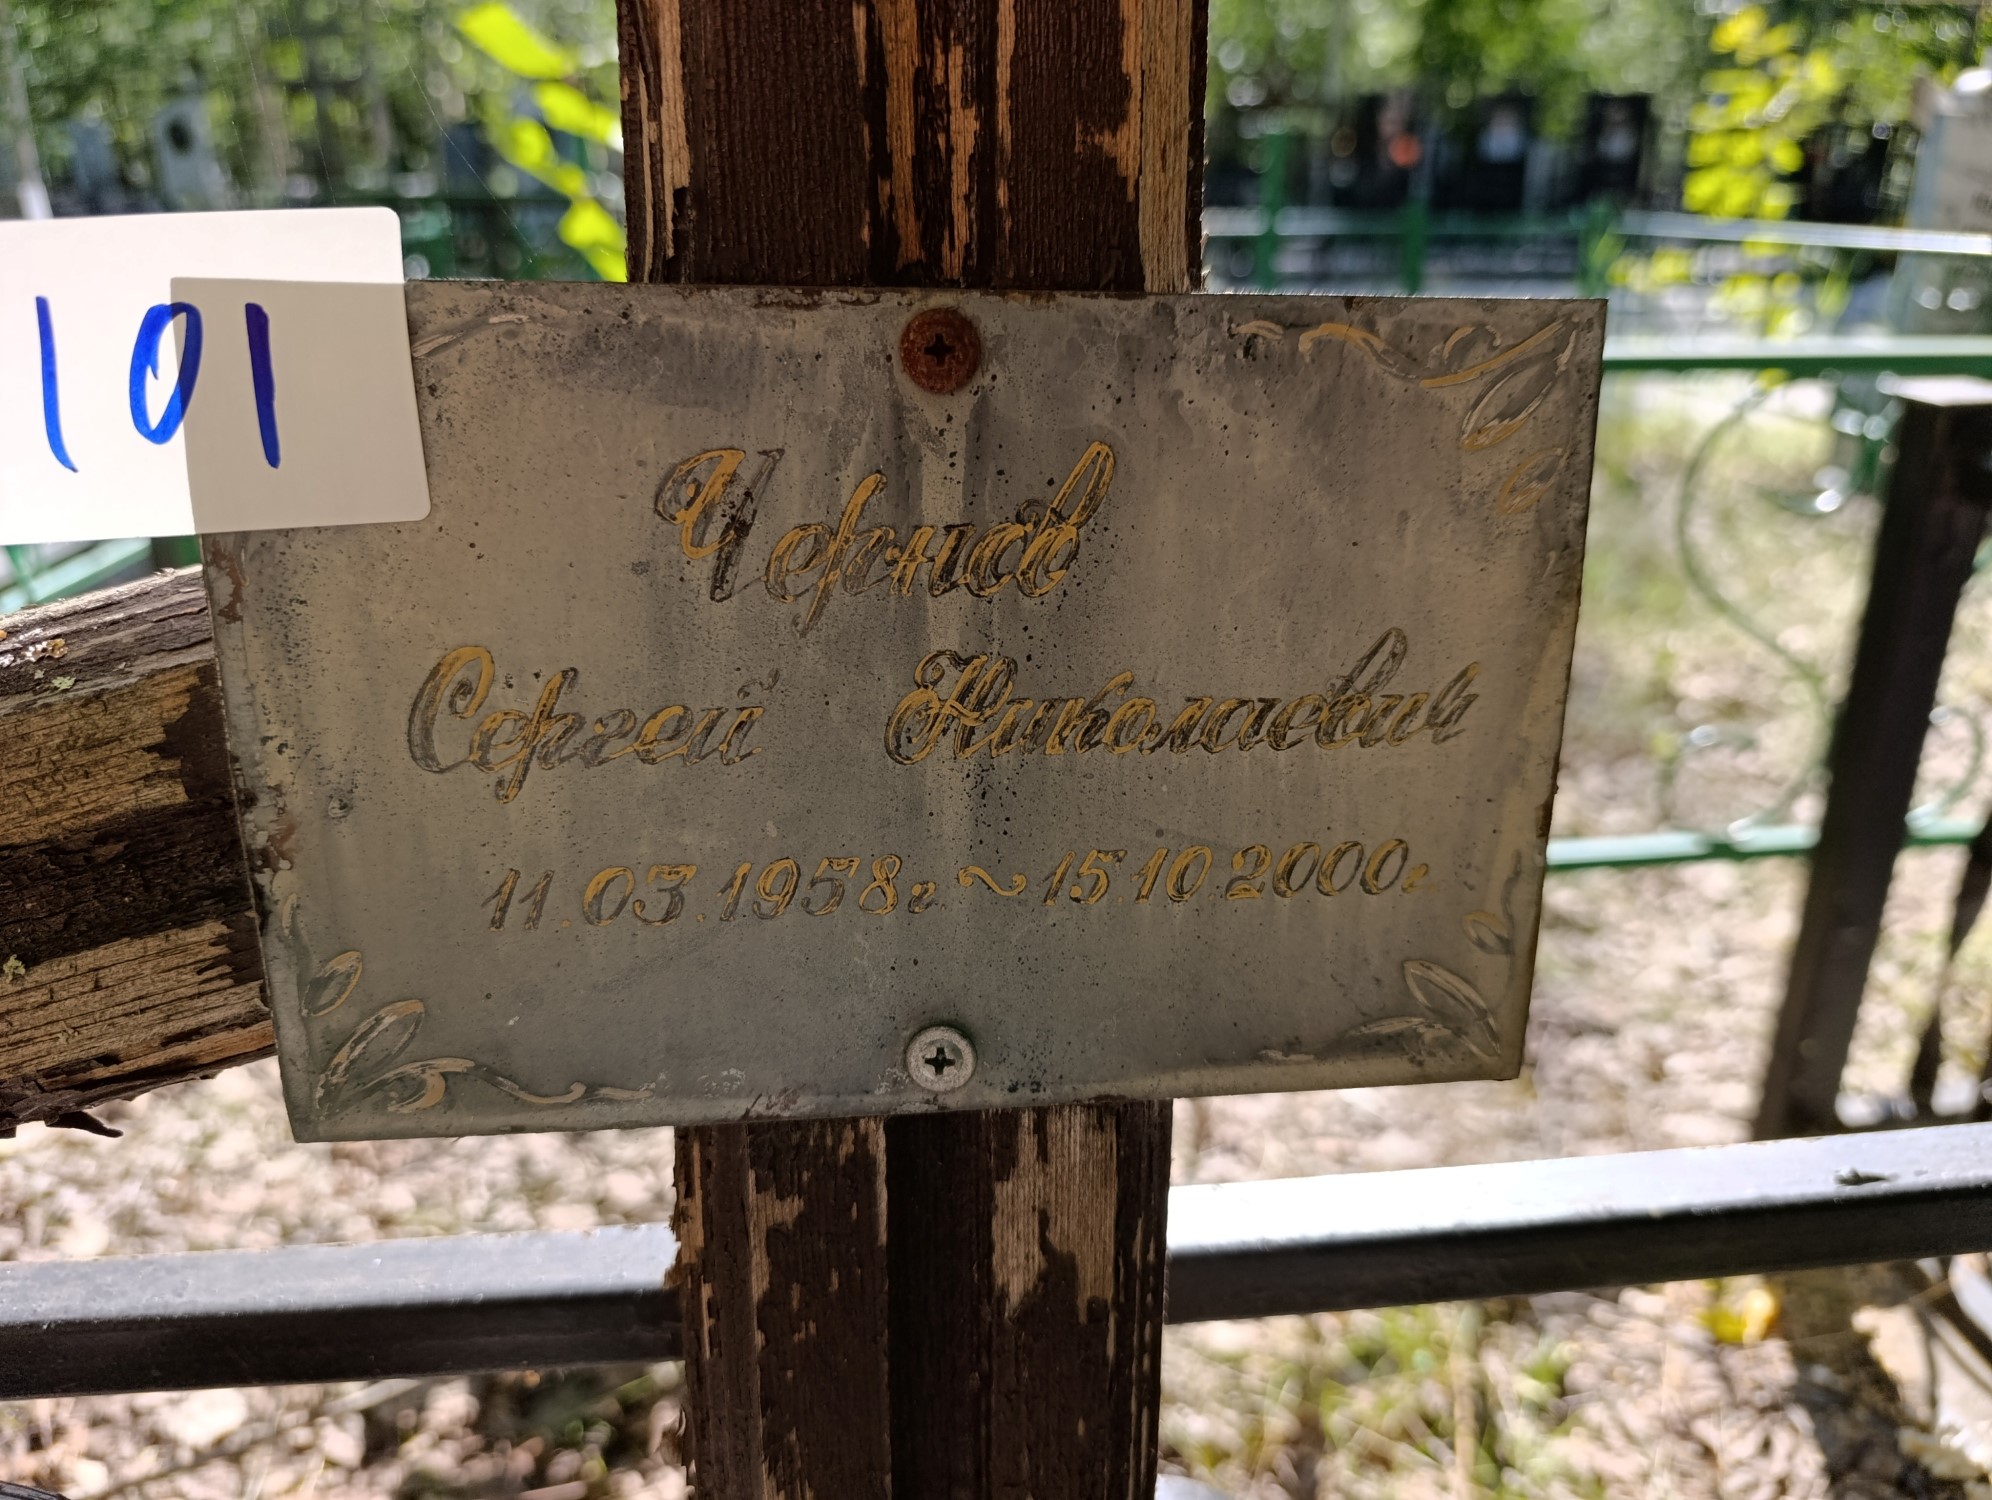 101
Чернов
Сергей Николаевич
11.03.1958г. ~ 15.10.2000г.